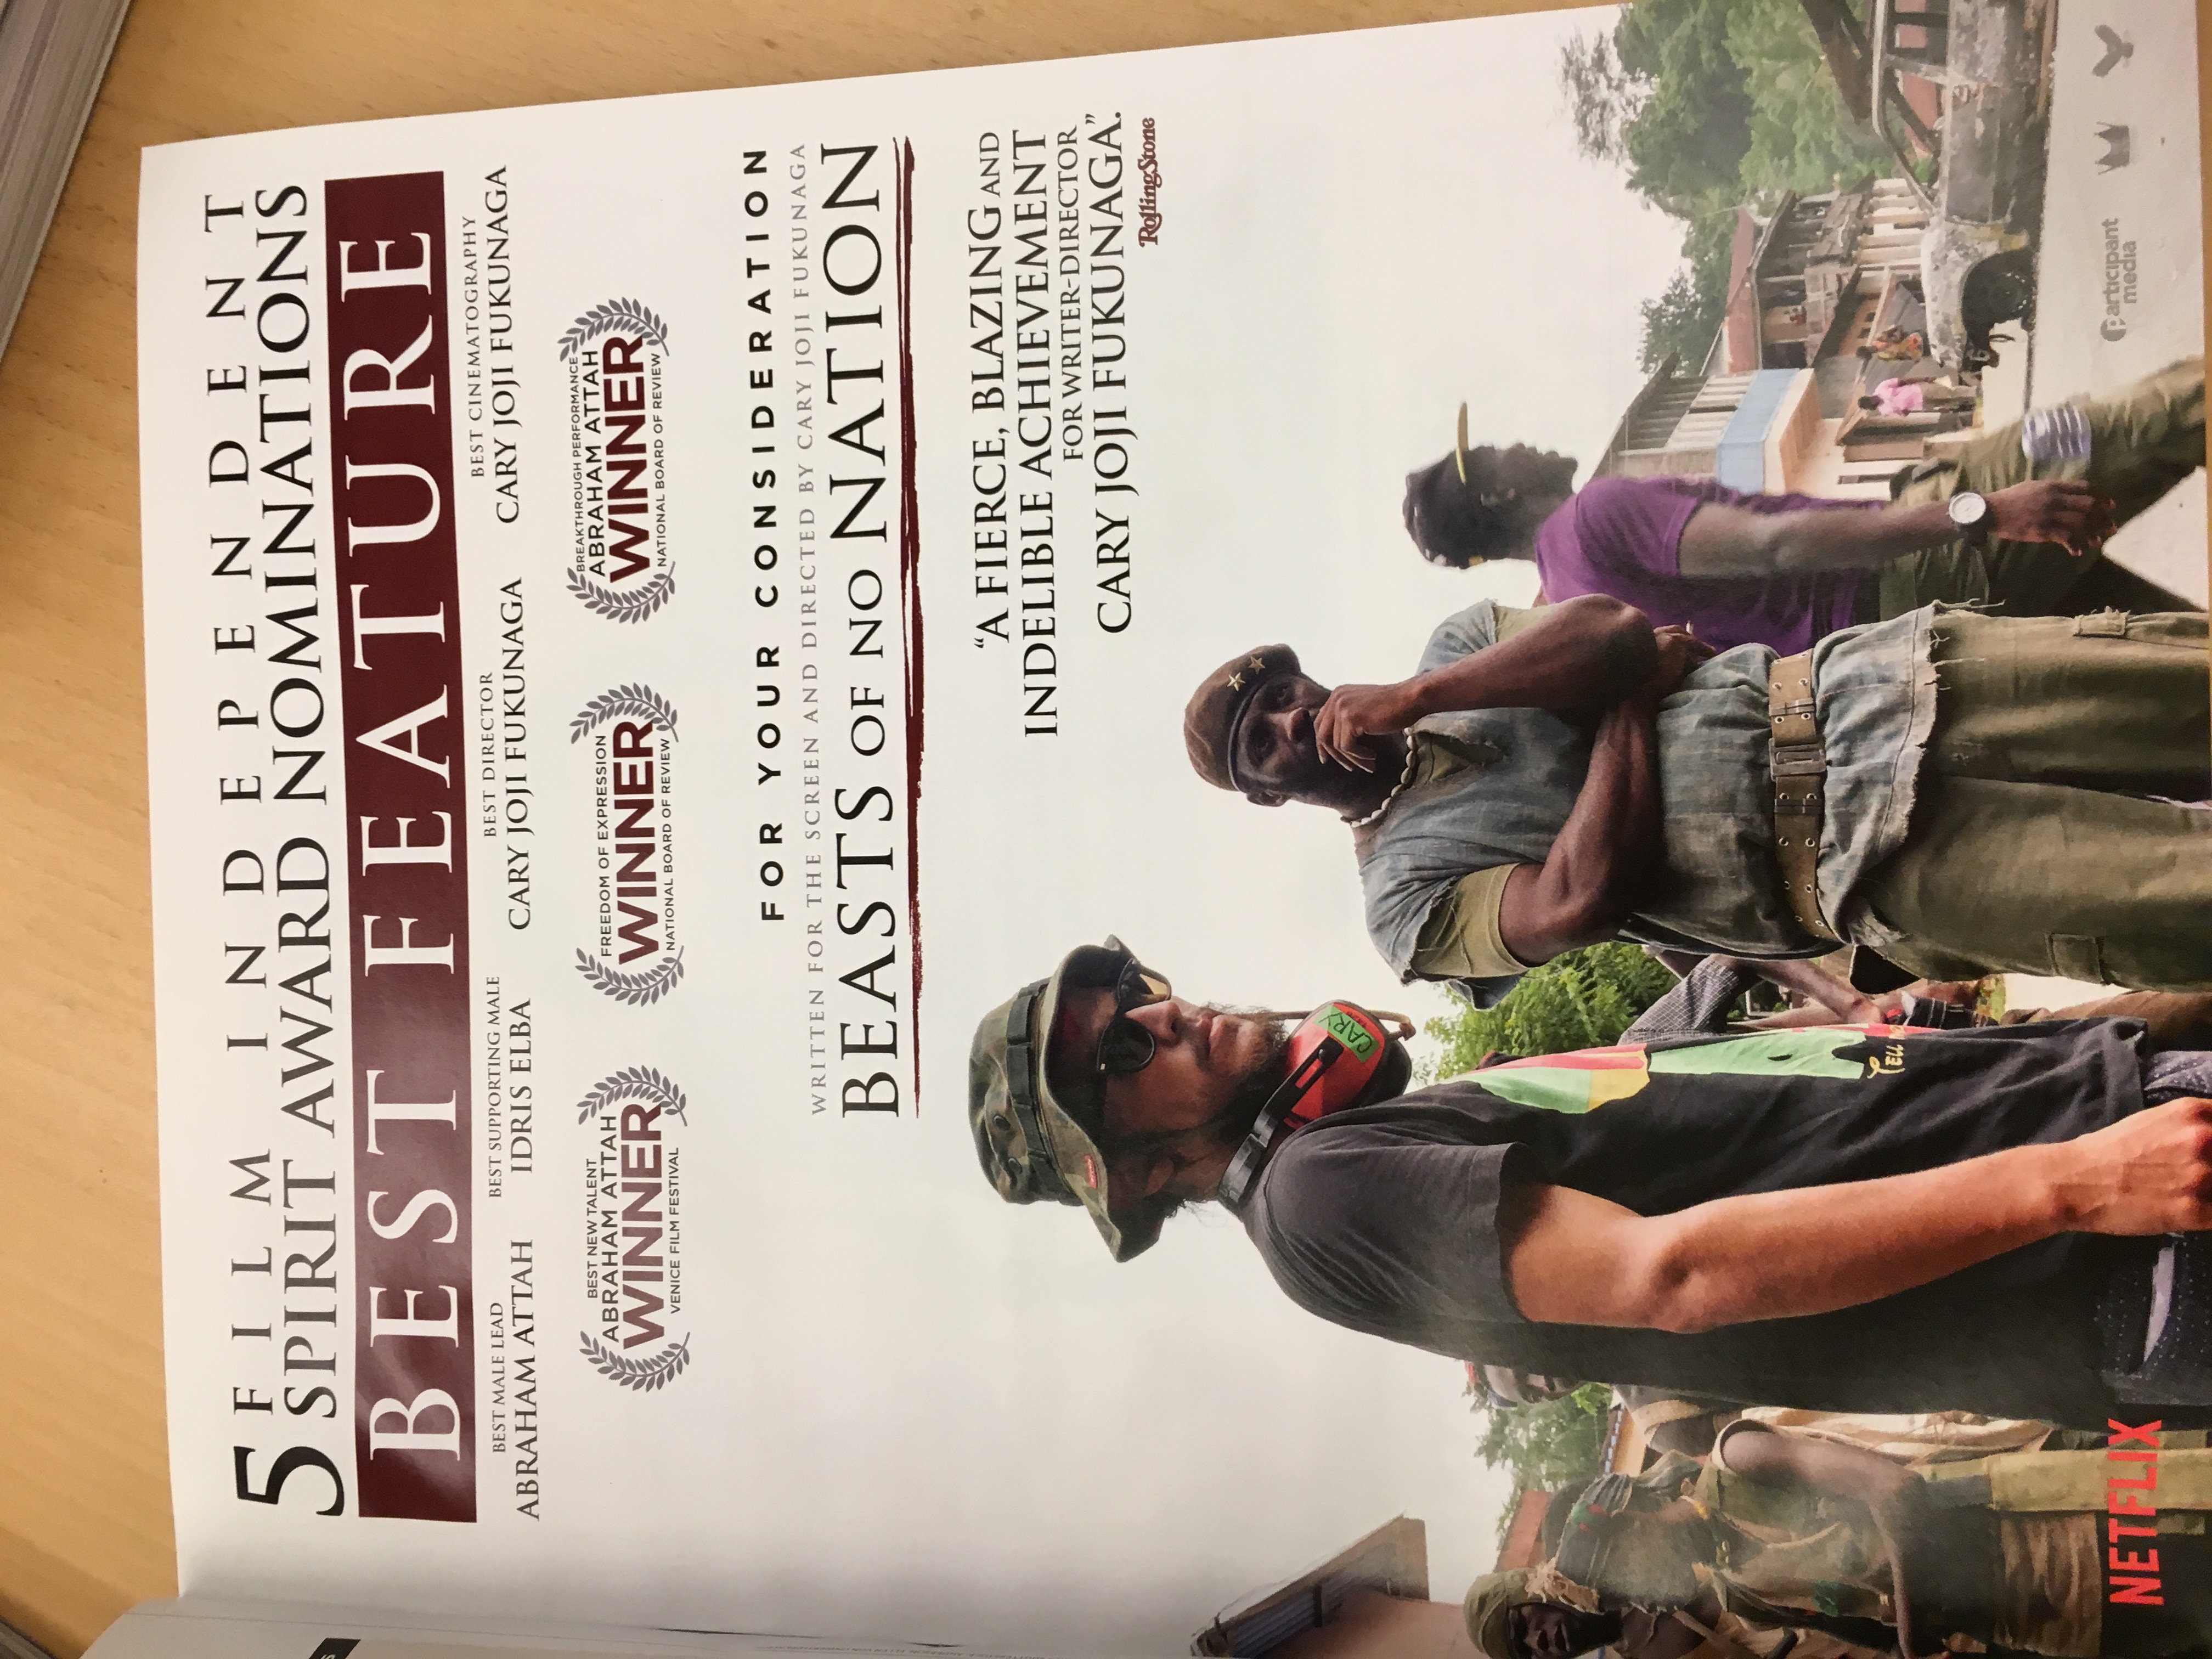 5 FILM INDEPENDENT
SPIRIT AWARD NOMINATIONS
BEST FEATURE
BEST MALE LEAD
ABRAHAM ATTAH
BEST SUPPORTING MALE
IDRIS ELBA
BEST DIRECTOR
CARY JOJI FUKUNAGA
BEST CINEMATOGRAPHY
CARY JOJI FUKUNAGA
BEST NEW TALENT
ABRAHAM ATTAH
WINNER
VENICE FILM FESTIVAL
FREEDOM OF EXPRESSION
WINNER
NATIONAL BOARD OF REVIEW
BREAKTHROUGH PERFORMANCE
ABRAHAM ATTAH
WINNER
NATIONAL BOARD OF REVIEW
FOR YOUR CONSIDERATION
WRITTEN FOR THE SCREEN AND DIRECTED BY CARY JOJI FUKUNAGA
BEASTS OF NO NATION
“A FIERCE, BLAZING AND
INDELIBLE ACHIEVEMENT
FOR WRITER-DIRECTOR
CARY JOJI FUKUNAGA”.
RollingStone
CARY
TELL
NETFLIX
Participant
media